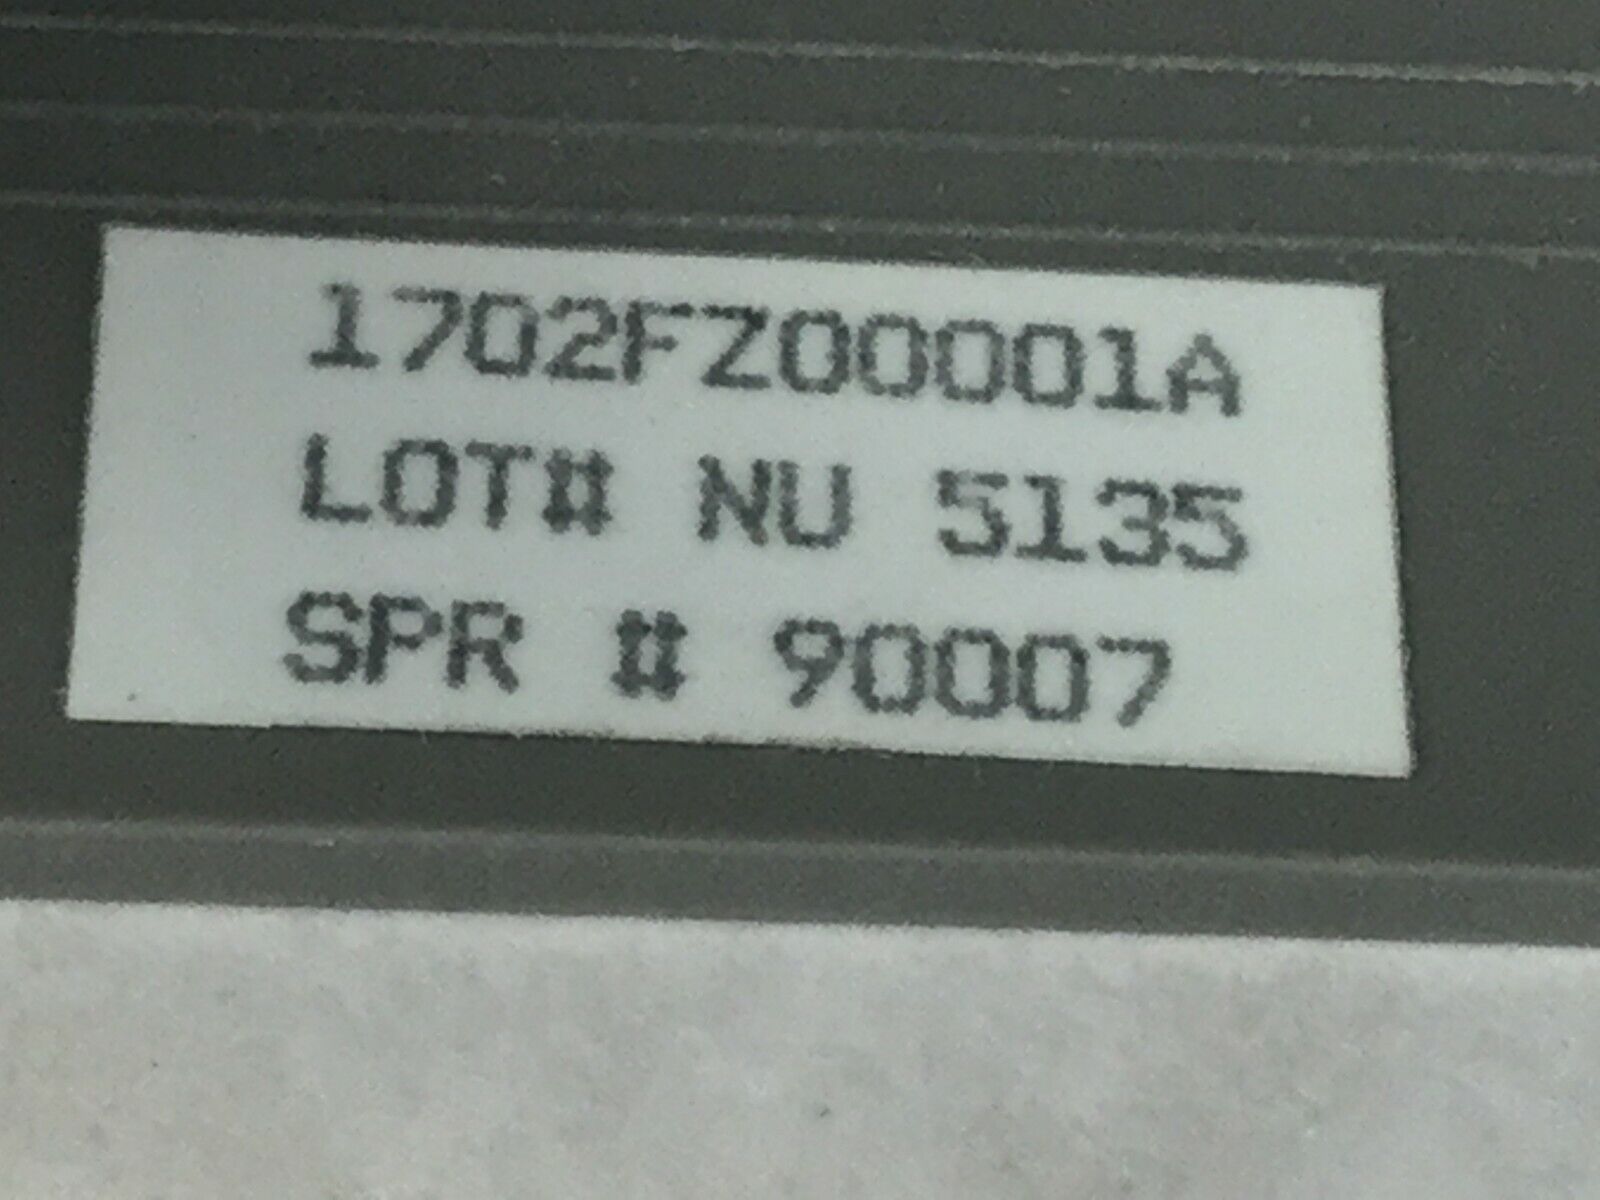 1702FZ00001A
LOT# NU 5135
SPR # 90007